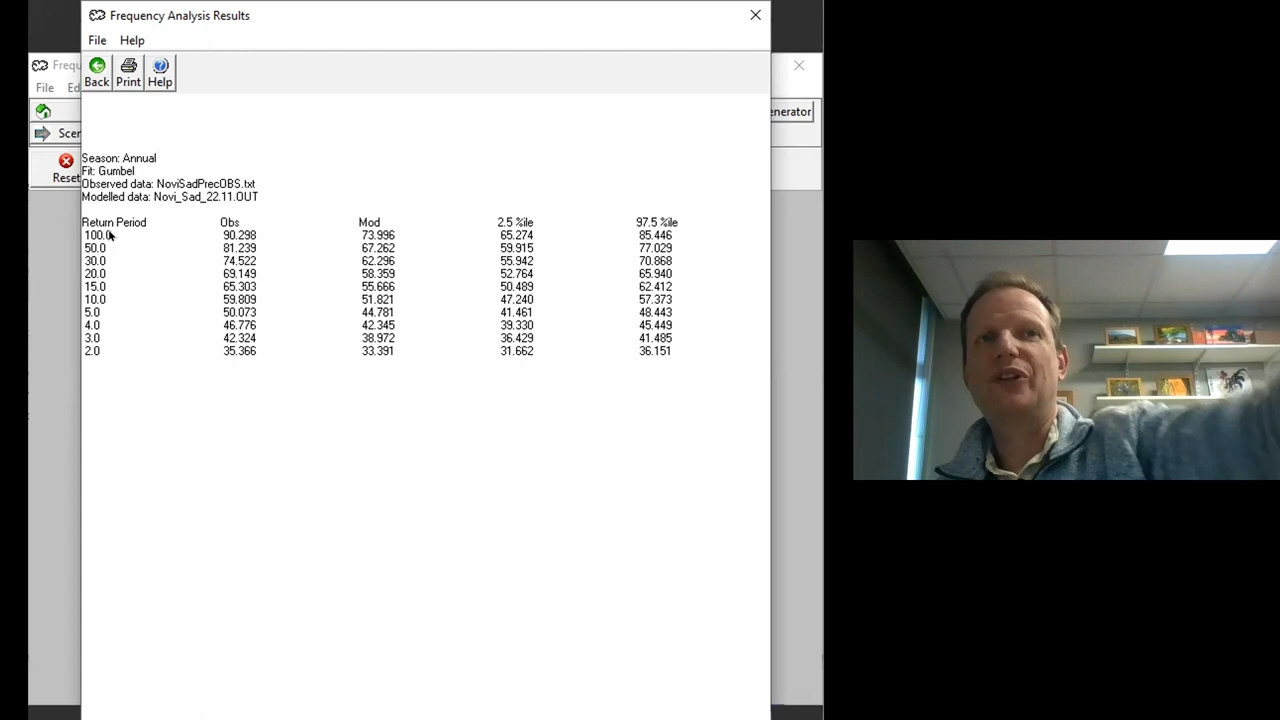 Frequency Analysis Results
File Help
Frequ
File Ed
Back Print Help
enerator
Scer
Reset
Season: Annual
Fit: Gumbel
Observed data: NoviSadPrecOBS.txt
Modelled data: Novi_Sad_22.11.OUT
Return Period Obs Mod 2.5 %ile 97.5 %ile
100.0 90.298 73.996 65.274 85.446
50.0 81.239 67.262 59.915 77.029
30.0 74.522 62.296 55.942 70.868
20.0 69.149 58.359 52.764 65.940
15.0 65.303 55.666 50.489 62.412
10.0 59.809 51.821 47.240 57.373
5.0 50.073 44.781 41.461 48.443
4.0 46.776 42.345 39.330 45.449
3.0 42.324 38.972 36.429 41.485
2.0 35.366 33.391 31.662 36.151